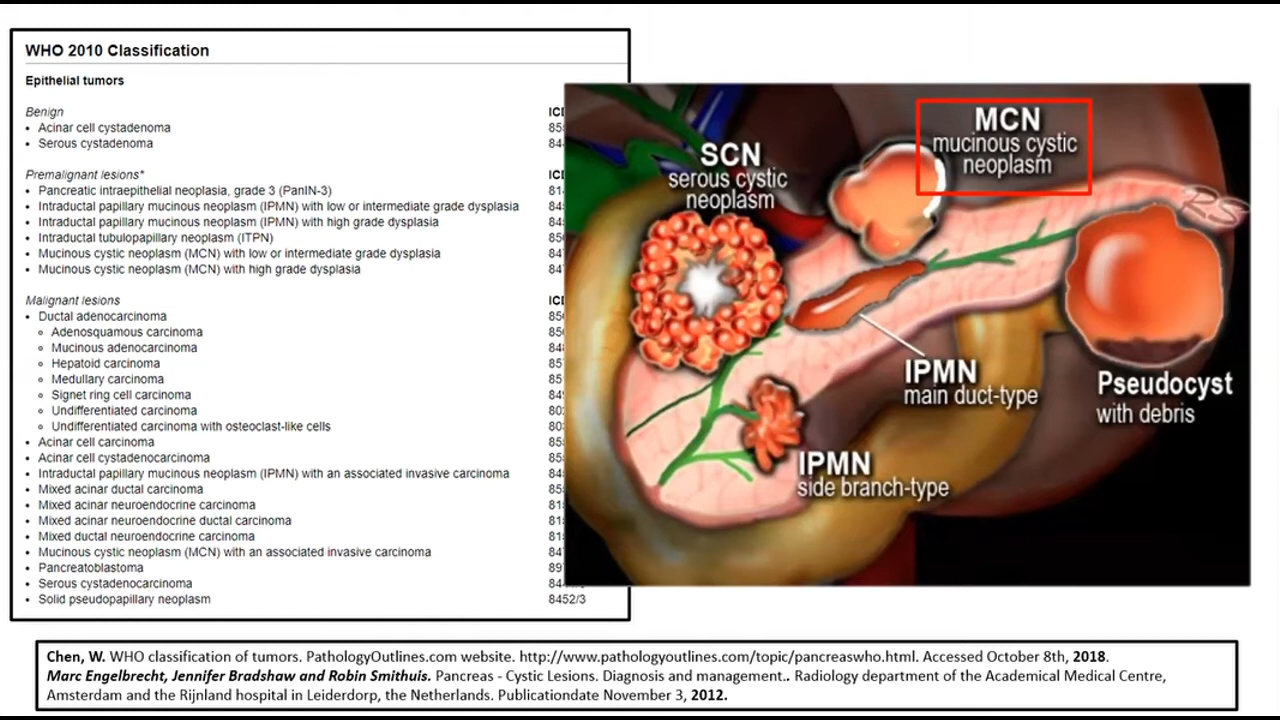 WHO 2010 Classification
Epithelial tumors
Benign
• Acinar cell cystadenoma
• Serous cystadenoma
Premalignant lesions*
• Pancreatic intraepithelial neoplasia, grade 3 (PanIN-3)
• Intraductal papillary mucinous neoplasm (IPMN) with low or intermediate grade dysplasia
• Intraductal papillary mucinous neoplasm (IPMN) with high grade dysplasia
• Intraductal tubulopapillary neoplasm (ITPN)
• Mucinous cystic neoplasm (MCN) with low or intermediate grade dysplasia
• Mucinous cystic neoplasm (MCN) with high grade dysplasia
Malignant lesions
• Ductal adenocarcinoma
∘ Adenosquamous carcinoma
∘ Mucinous adenocarcinoma
∘ Hepatoid carcinoma
∘ Medullary carcinoma
∘ Signet ring cell carcinoma
∘ Undifferentiated carcinoma
∘ Undifferentiated carcinoma with osteoclast-like cells
• Acinar cell carcinoma
• Acinar cell cystadenocarcinoma
• Intraductal papillary mucinous neoplasm (IPMN) with an associated invasive carcinoma
• Mixed acinar ductal carcinoma
• Mixed acinar neuroendocrine carcinoma
• Mixed acinar neuroendocrine ductal carcinoma
• Mixed ductal neuroendocrine carcinoma
• Mucinous cystic neoplasm (MCN) with an associated invasive carcinoma
• Pancreatoblastoma
• Serous cystadenocarcinoma
• Solid pseudopapillary neoplasm 8452/3
SCN
serous cystic
neoplasm
MCN
mucinous cystic
neoplasm
RS
IPMN
main duct-type
Pseudocyst
with debris
IPMN
side branch-type
Chen, W. WHO classification of tumors. PathologyOutlines.com website. http://www.pathologyoutlines.com/topic/pancreaswho.html. Accessed October 8th, 2018.
Marc Engelbrecht, Jennifer Bradshaw and Robin Smithuis. Pancreas - Cystic Lesions. Diagnosis and management.. Radiology department of the Academical Medical Centre,
Amsterdam and the Rijnland hospital in Leiderdorp, the Netherlands. Publicationdate November 3, 2012.